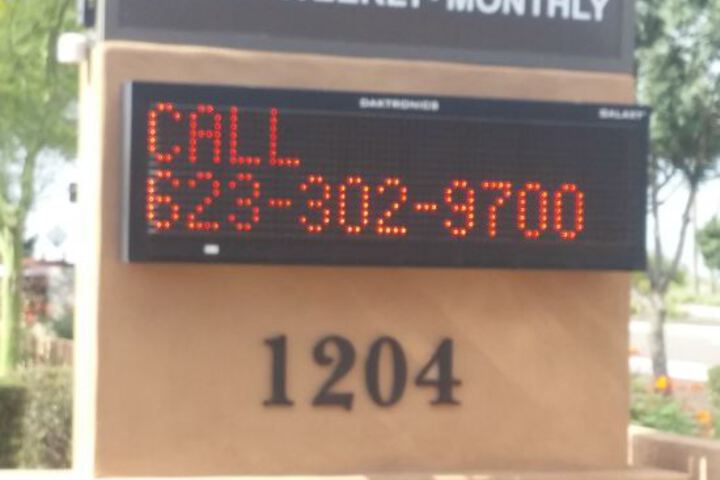 MONTHLY
DAKTRONICS
GALAXY
CALL
623-302-9700
1204